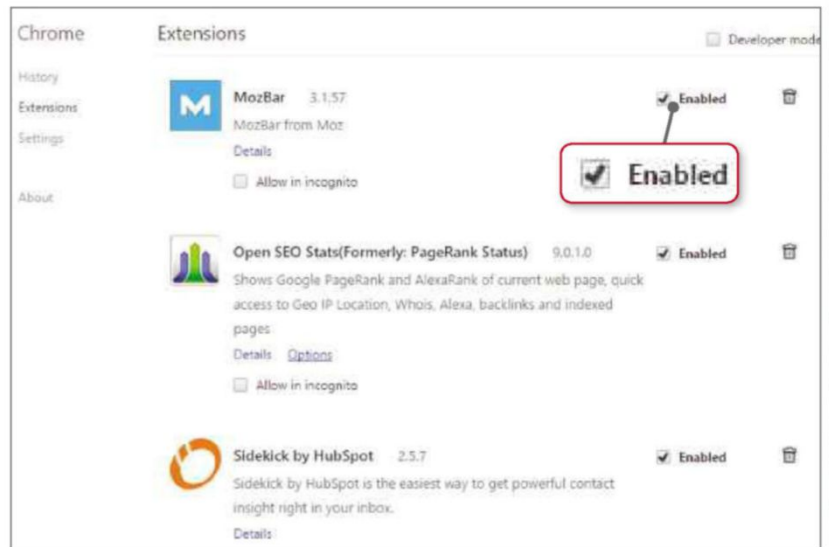 Chrome
Extensions
Developer mode
History
Extensions
Settings
About
M
MozBar 3.1.57
Enabled
MozBar from Moz
Details
Allow in incognito
Enabled
Open SEO Stats(Formerly: PageRank Status) 9.0.1.0
Enabled
Shows Google PageRank and AlexaRank of current web page, quick
access to Geo IP Location, Whois, Alexa, backlinks and indexed
pages
Details Options
Allow in incognito
Sidekick by HubSpot 2.5.7
Enabled
Sidekick by HubSpot is the easiest way to get powerful contact
insight right in your inbox.
Details